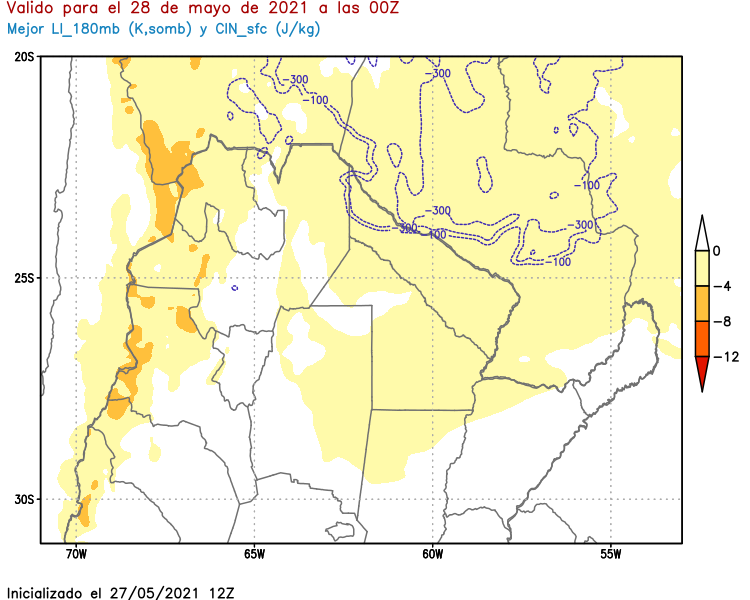 Valido para el 28 de mayo de 2021 a las 00Z
Mejor LI_180mb (K,somb) y CIN_sfc (J/kg)
20S
-300
-300
-100
-100
-300
-300
-100
-300
-100
25S
30S
0
-4
-8
-12
70W
65W
60W
55W
Inicializado el 27/05/2021 12Z